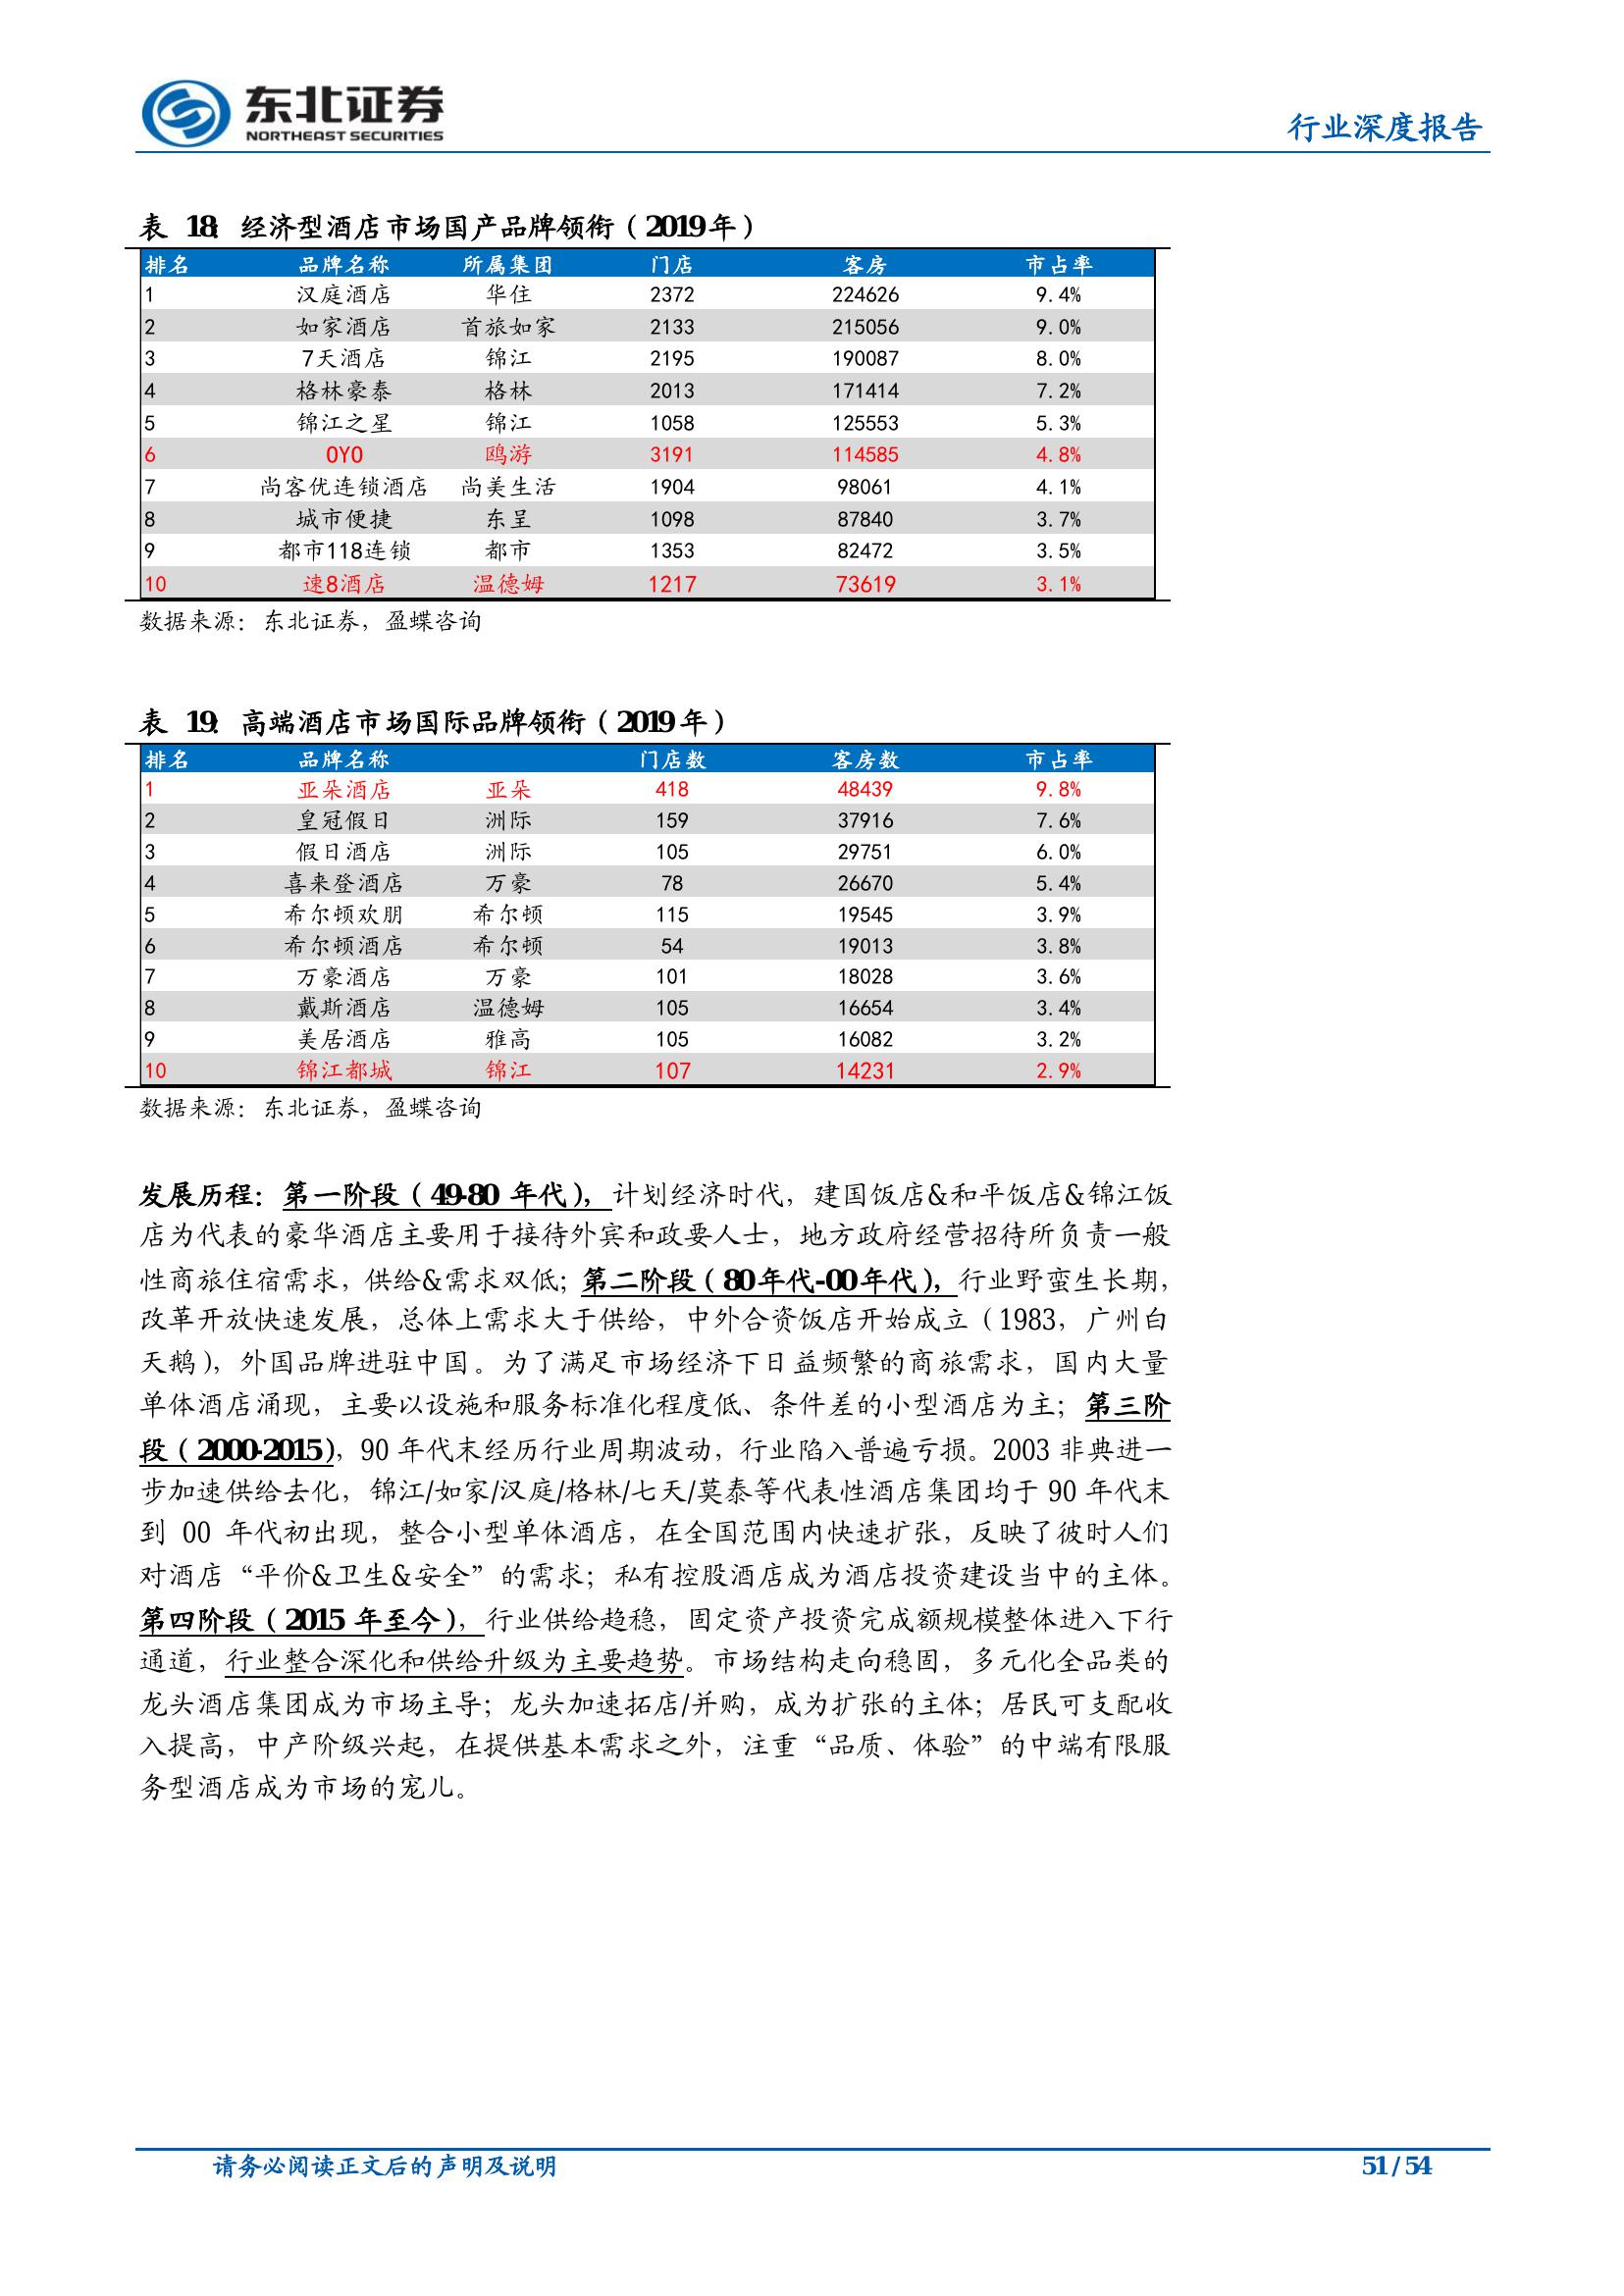 东北证券
NORTHEAST SECURITIES
行业深度报告
表 18: 经济型酒店市场国产品牌领衔（2019年）
排名 品牌名称 所属集团 门店 客房 市占率
1 汉庭酒店 华住 2372 224626 9.4%
2 如家酒店 首旅如家 2133 215056 9.0%
3 7天酒店 锦江 2195 190087 8.0%
4 格林豪泰 格林 2013 171414 7.2%
5 锦江之星 锦江 1058 125553 5.3%
6 OYO 鸥游 3191 114585 4.8%
7 尚客优连锁酒店 尚美生活 1904 98061 4.1%
8 城市便捷 东呈 1098 87840 3.7%
9 都市118连锁 都市 1353 82472 3.5%
10 速8酒店 温德姆 1217 73619 3.1%
数据来源：东北证券，盈蝶咨询
表 19: 高端酒店市场国际品牌领衔（2019年）
排名 品牌名称 门店数 客房数 市占率
1 亚朵酒店 亚朵 418 48439 9.8%
2 皇冠假日 洲际 159 37916 7.6%
3 假日酒店 洲际 105 29751 6.0%
4 喜来登酒店 万豪 78 26670 5.4%
5 希尔顿欢朋 希尔顿 115 19545 3.9%
6 希尔顿酒店 希尔顿 54 19013 3.8%
7 万豪酒店 万豪 101 18028 3.6%
8 戴斯酒店 温德姆 105 16654 3.4%
9 美居酒店 雅高 105 16082 3.2%
10 锦江都城 锦江 107 14231 2.9%
数据来源：东北证券，盈蝶咨询
发展历程：第一阶段（49-80 年代），计划经济时代，建国饭店&和平饭店&锦江饭
店为代表的豪华酒店主要用于接待外宾和政要人士，地方政府经营招待所负责一般
性商旅住宿需求，供给&需求双低；第二阶段（80年代-00年代），行业野蛮生长期，
改革开放快速发展，总体上需求大于供给，中外合资饭店开始成立（1983，广州白
天鹅），外国品牌进驻中国。为了满足市场经济下日益频繁的商旅需求，国内大量
单体酒店涌现，主要以设施和服务标准化程度低、条件差的小型酒店为主；第三阶
段（2000-2015），90 年代末经历行业周期波动，行业陷入普遍亏损。2003 非典进一
步加速供给去化，锦江/如家/汉庭/格林/七天/莫泰等代表性酒店集团均于 90 年代末
到 00 年代初出现，整合小型单体酒店，在全国范围内快速扩张，反映了彼时人们
对酒店“平价&卫生&安全”的需求；私有控股酒店成为酒店投资建设当中的主体。
第四阶段（2015 年至今），行业供给趋稳，固定资产投资完成额规模整体进入下行
通道，行业整合深化和供给升级为主要趋势。市场结构走向稳固，多元化全品类的
龙头酒店集团成为市场主导；龙头加速拓店/并购，成为扩张的主体；居民可支配收
入提高，中产阶级兴起，在提供基本需求之外，注重“品质、体验”的中端有限服
务型酒店成为市场的宠儿。
请务必阅读正文后的声明及说明 51 / 54